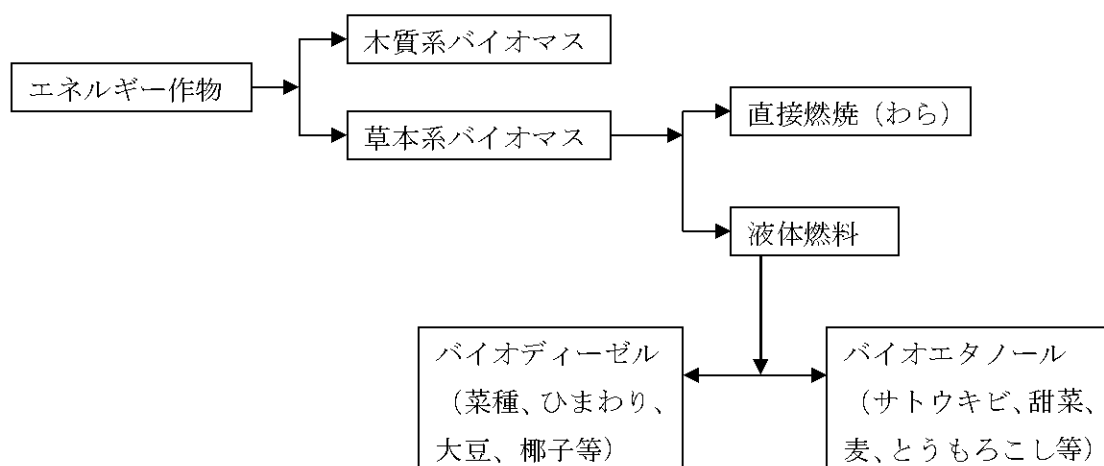 木質系バイオマス
エネルギー作物
草本系バイオマス
直接燃焼（わら）
液体燃料
バイオディーゼル
（菜種、ひまわり、
大豆、椰子等）
バイオエタノール
（サトウキビ、甜菜、
麦、とうもろこし等）